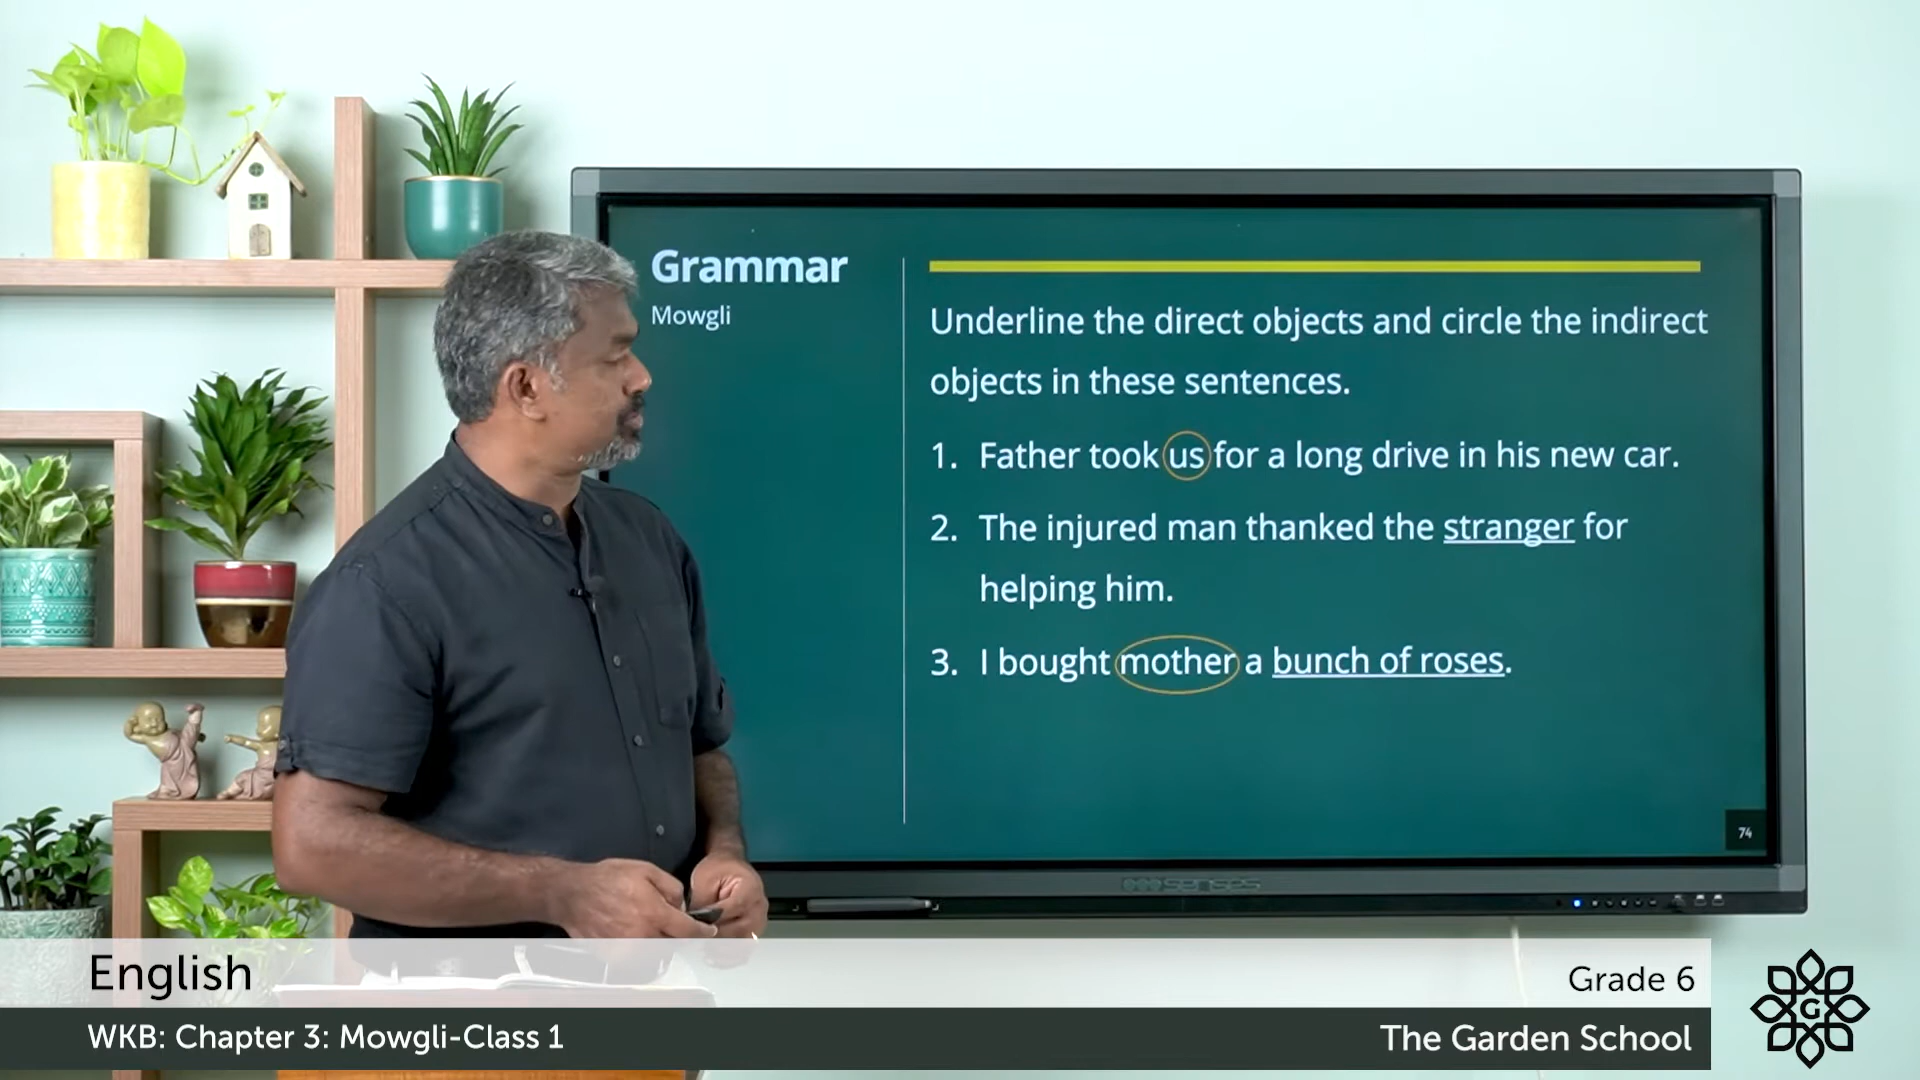 Grammar
Mowgli
Underline the direct objects and circle the indirect
objects in these sentences.
1. Father took us for a long drive in his new car.
2. The injured man thanked the stranger for
helping him.
3. I bought mother a bunch of roses.
74
senses
English
Grade 6
WKB: Chapter 3: Mowgli-Class 1
The Garden School
G